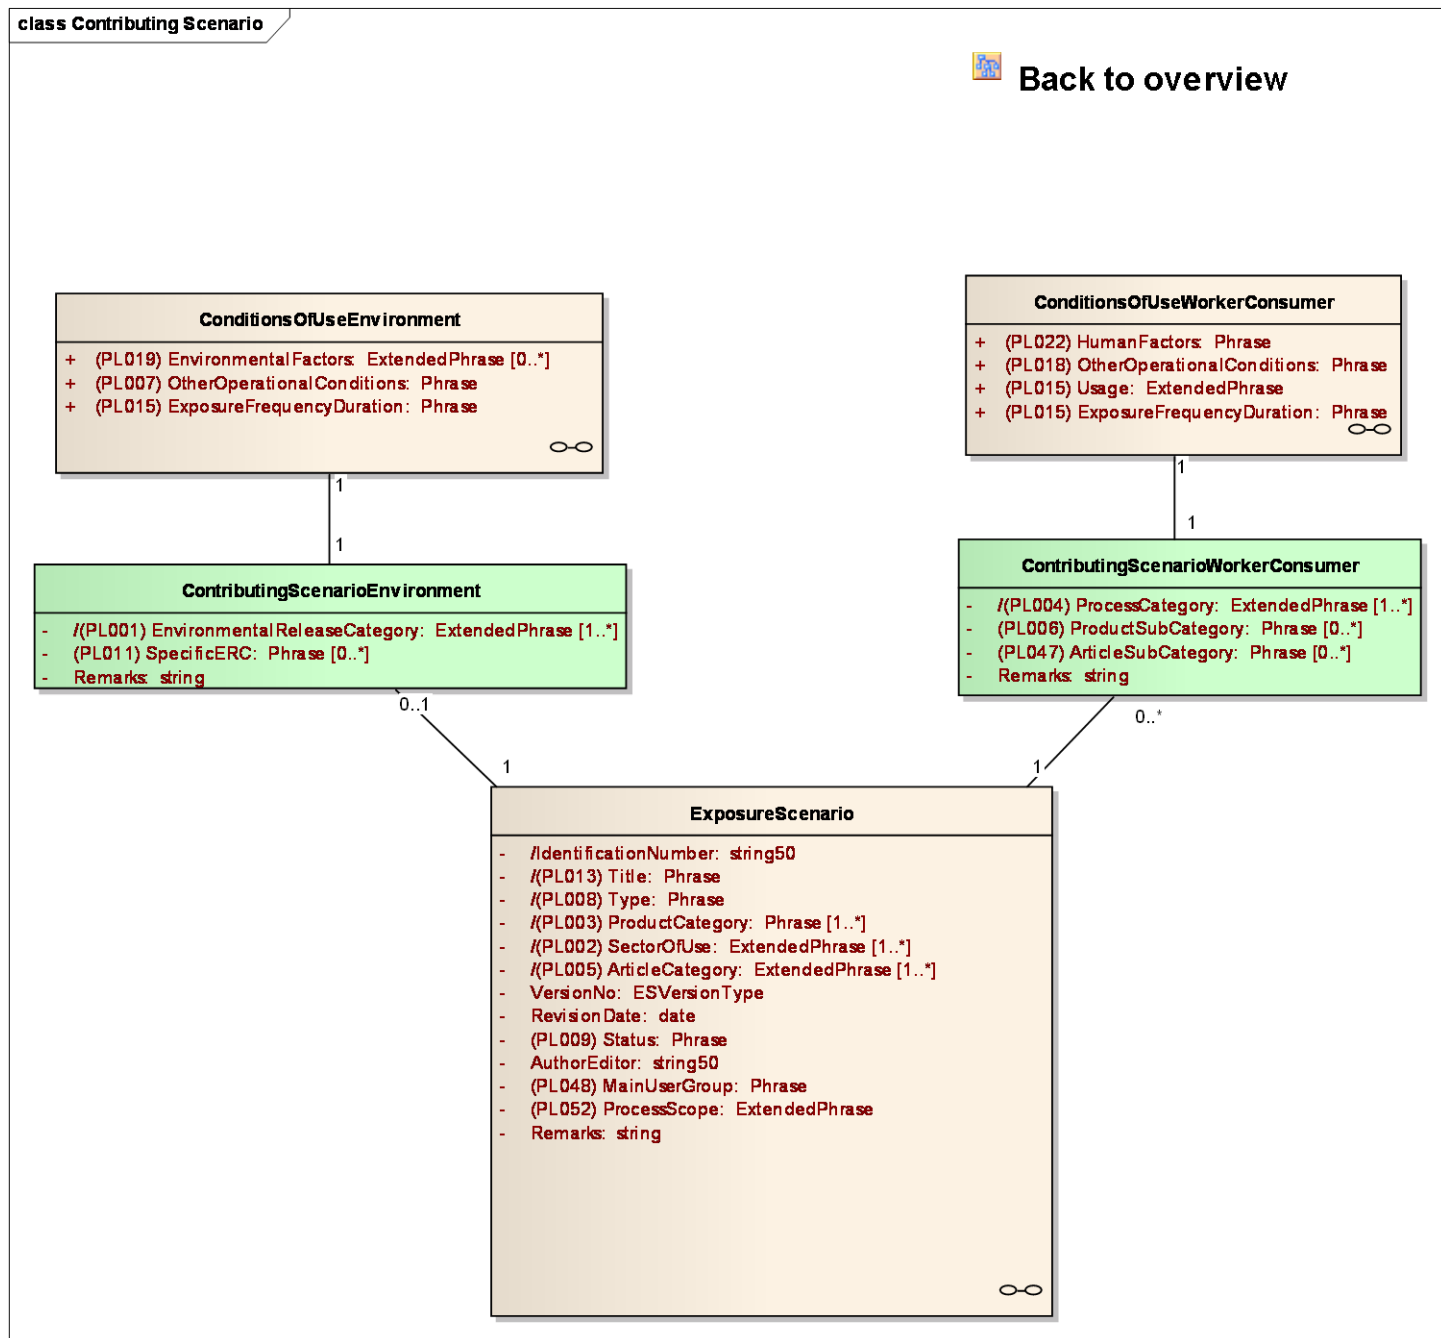 class Contributing Scenario
Back to overview
ConditionsOfUseEnvironment
+ (PL019) EnvironmentalFactors: ExtendedPhrase [0..*]
+ (PL007) OtherOperationalConditions: Phrase
+ (PL015) ExposureFrequencyDuration: Phrase
ConditionsOfUseWorkerConsumer
+ (PL022) HumanFactors: Phrase
+ (PL018) OtherOperationalConditions: Phrase
+ (PL015) Usage: ExtendedPhrase
+ (PL015) ExposureFrequencyDuration: Phrase
1
1
1
1
ContributingScenarioEnvironment
- /(PL001) EnvironmentalReleaseCategory: ExtendedPhrase [1..*]
- (PL011) SpecificERC: Phrase [0..*]
- Remarks: string
ContributingScenarioWorkerConsumer
- /(PL004) ProcessCategory: ExtendedPhrase [1..*]
- (PL006) ProductSubCategory: Phrase [0..*]
- (PL047) ArticleSubCategory: Phrase [0..*]
- Remarks: string
0..1
0..*
1
1
ExposureScenario
- /IdentificationNumber: string50
- /(PL013) Title: Phrase
- /(PL008) Type: Phrase
- /(PL003) ProductCategory: Phrase [1..*]
- /(PL002) SectorOfUse: ExtendedPhrase [1..*]
- /(PL005) ArticleCategory: ExtendedPhrase [1..*]
- VersionNo: ESVersionType
- RevisionDate: date
- (PL009) Status: Phrase
- AuthorEditor: string50
- (PL048) MainUserGroup: Phrase
- (PL052) ProcessScope: ExtendedPhrase
- Remarks: string